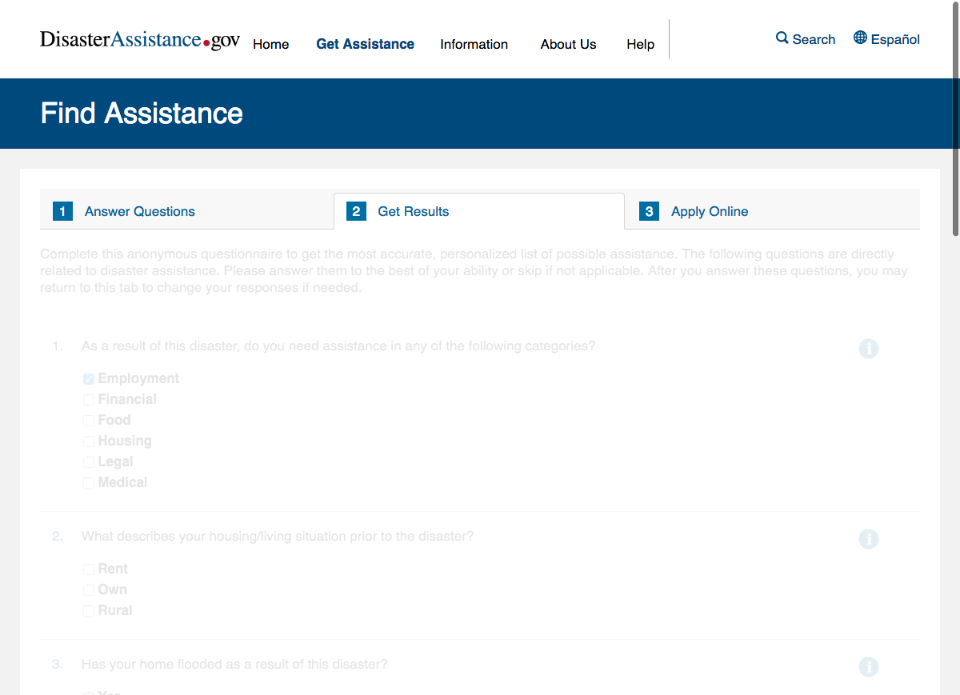 DisasterAssistance.gov Home Get Assistance Information About Us Help Search Español
Find Assistance
1 Answer Questions 2 Get Results 3 Apply Online
Complete this anonymous questionnaire to get the most accurate, personalized list of possible assistance. The following questions are directly
related to disaster assistance. Please answer them to the best of your ability or skip if not applicable. After you answer these questions, you may
return to this tab to change your responses if needed.
1. As a result of this disaster, do you need assistance in any of the following categories?
Employment
Financial
Food
Housing
Legal
Medical
2. What describes your housing/living situation prior to the disaster?
Rent
Own
Rural
3. Has your home flooded as a result of this disaster?